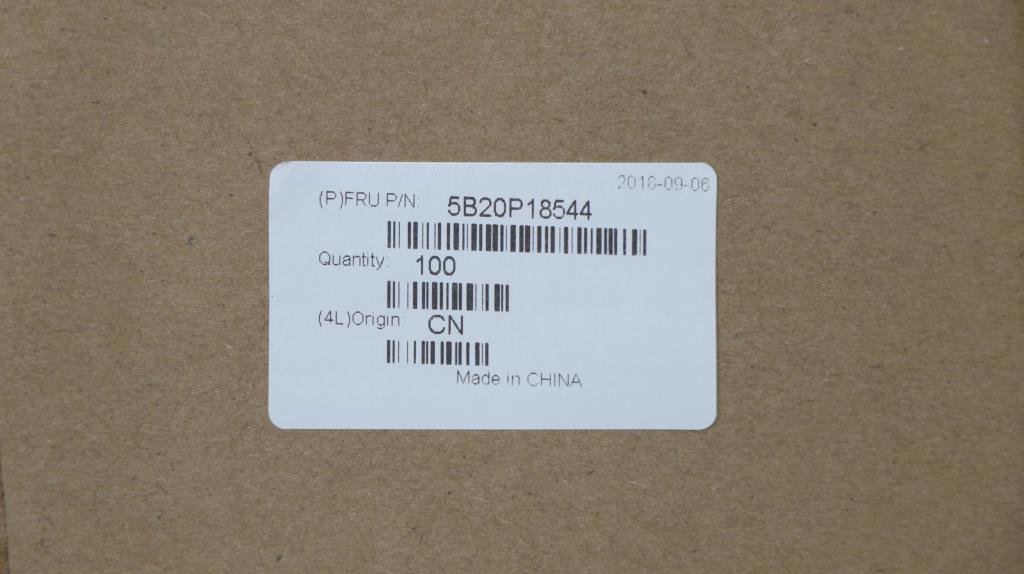 2018-09-06
(P)FRU P/N: 5B20P18544
Quantity: 100
(4L)Origin: CN
Made in CHINA